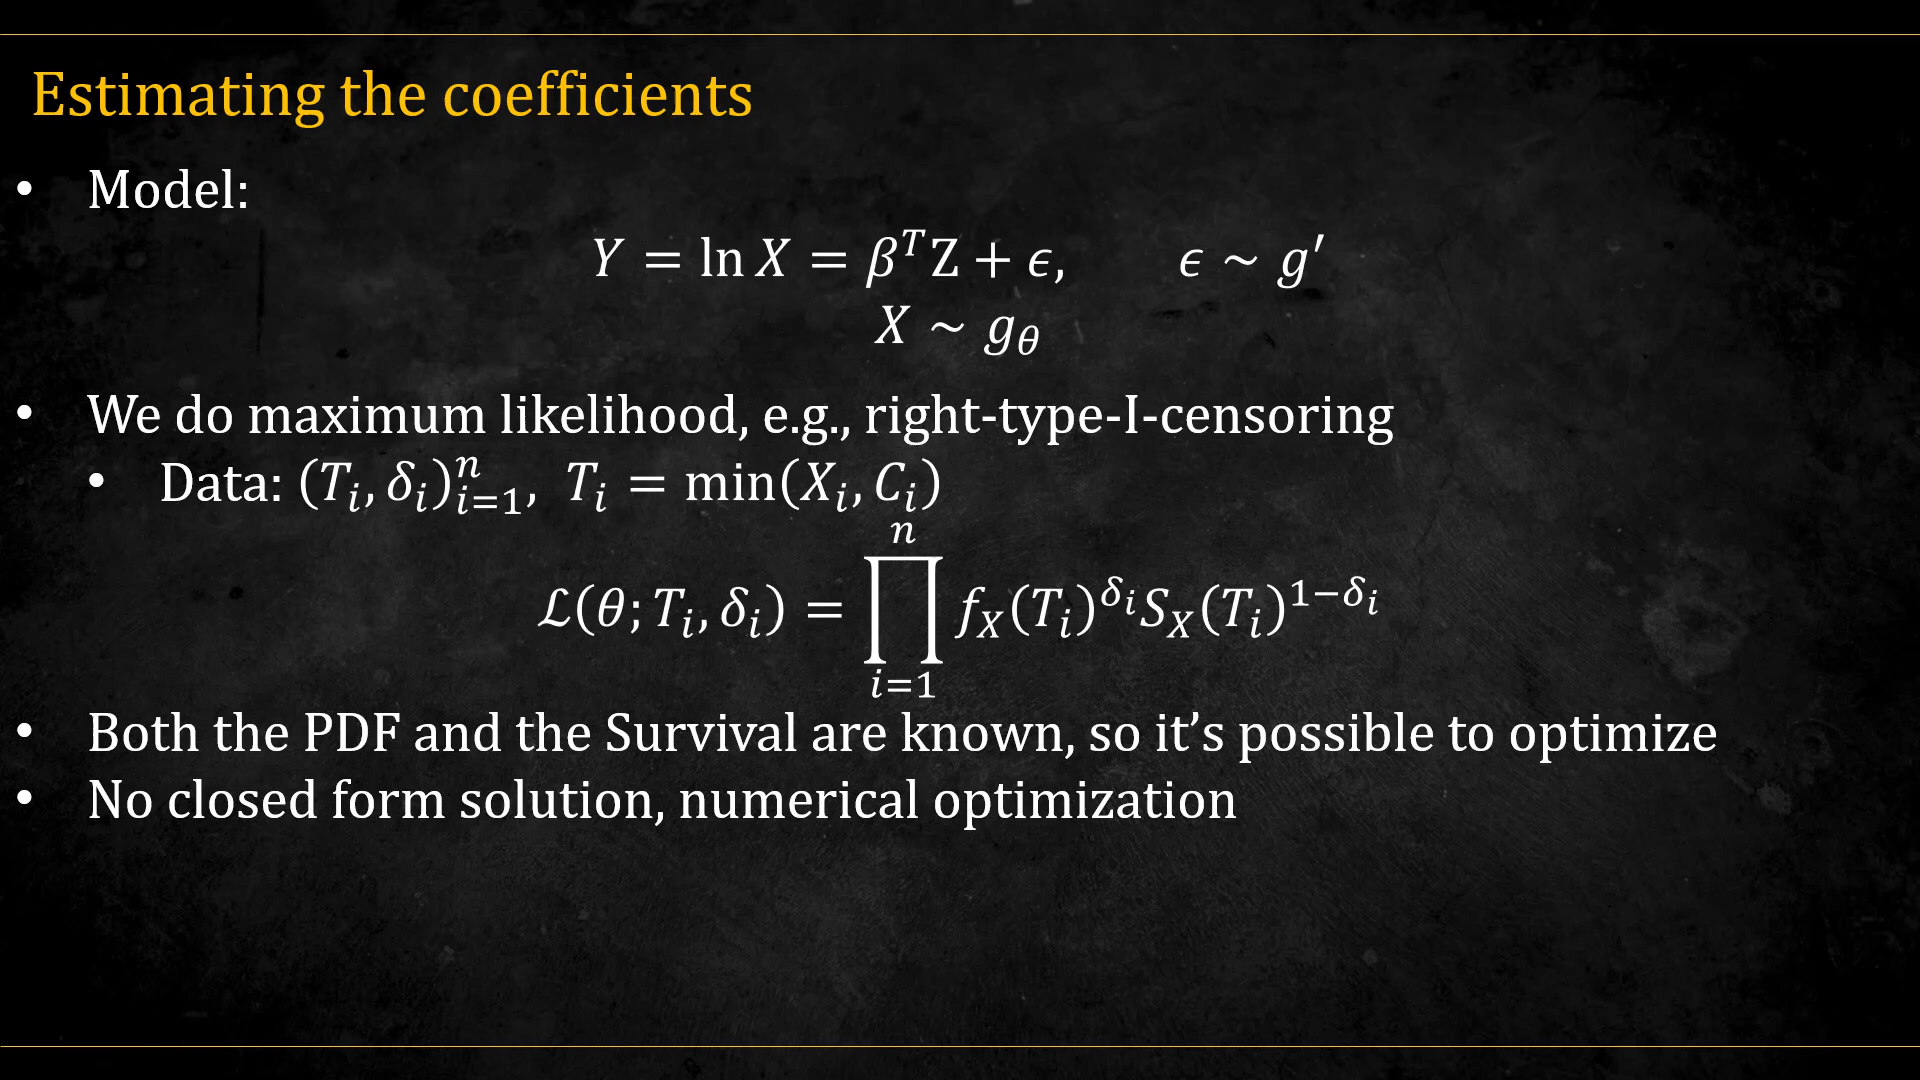 Estimating the coefficients
• Model:
Y = ln X = β^T Z + ϵ, ϵ ~ g′
X ~ g_θ
• We do maximum likelihood, e.g., right-type-I-censoring
• Data: (T_i, δ_i)_{i=1}^n, T_i = min(X_i, C_i)
ℒ(θ; T_i, δ_i) = ∏_{i=1}^n f_X(T_i)^{δ_i} S_X(T_i)^{1−δ_i}
• Both the PDF and the Survival are known, so it’s possible to optimize
• No closed form solution, numerical optimization